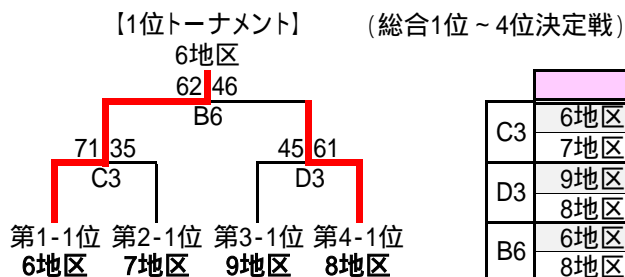 【1位トーナメント】 (総合1位~4位決定戦)
6地区
62 46
B6
71 35 45 61
C3 D3
第1-1位 第2-1位 第3-1位 第4-1位
6地区 7地区 9地区 8地区
C3 6地区
7地区
D3 9地区
8地区
B6 6地区
8地区